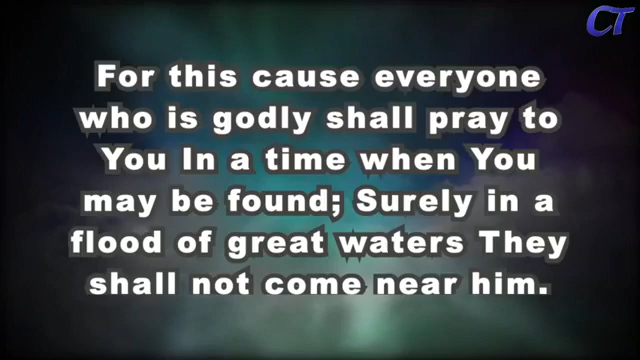 CT
For this cause everyone
who is godly shall pray to
You In a time when You
may be found; Surely in a
flood of great waters They
shall not come near him.